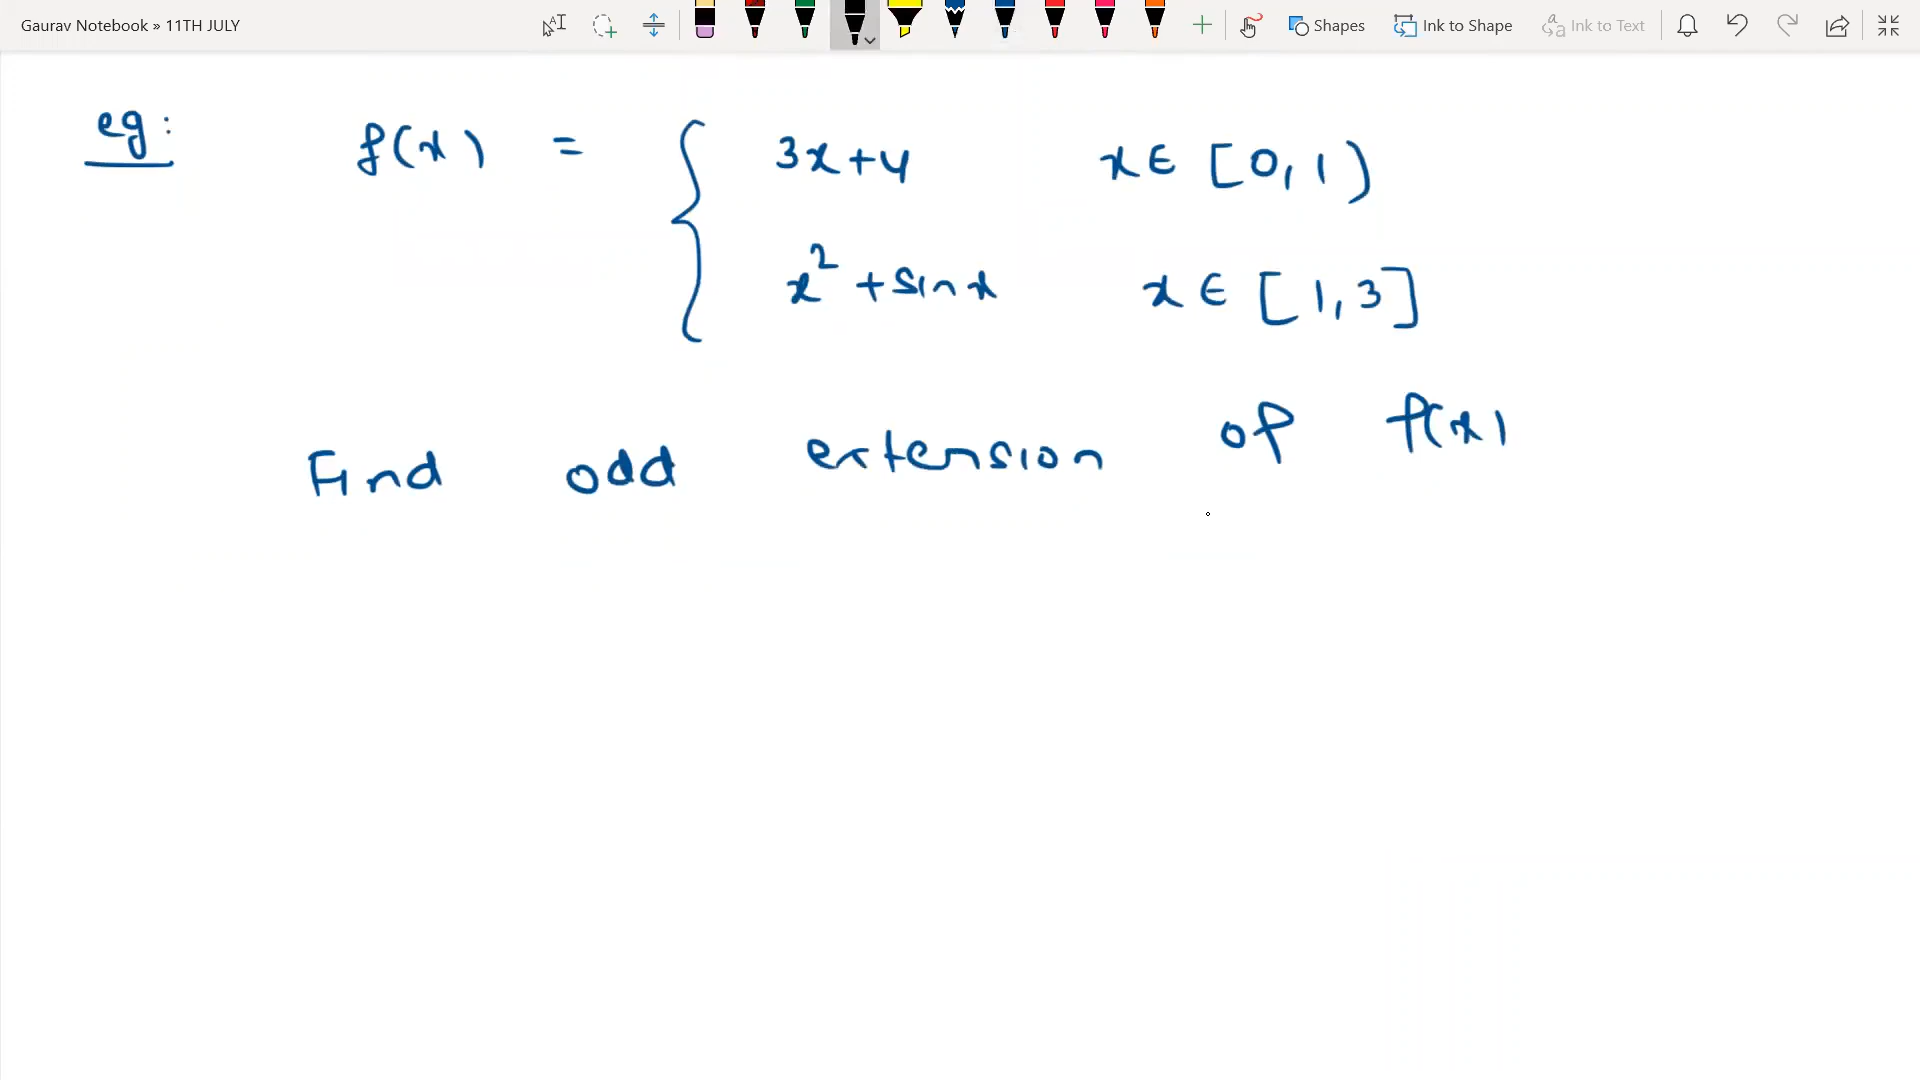 Gaurav Notebook » 11TH JULY
Shapes Ink to Shape Ink to Text
eg: f(x) = { 3x+4 x ∈ [0,1)
x² + sinx x ∈ [1,3]
Find odd extension of f(x)